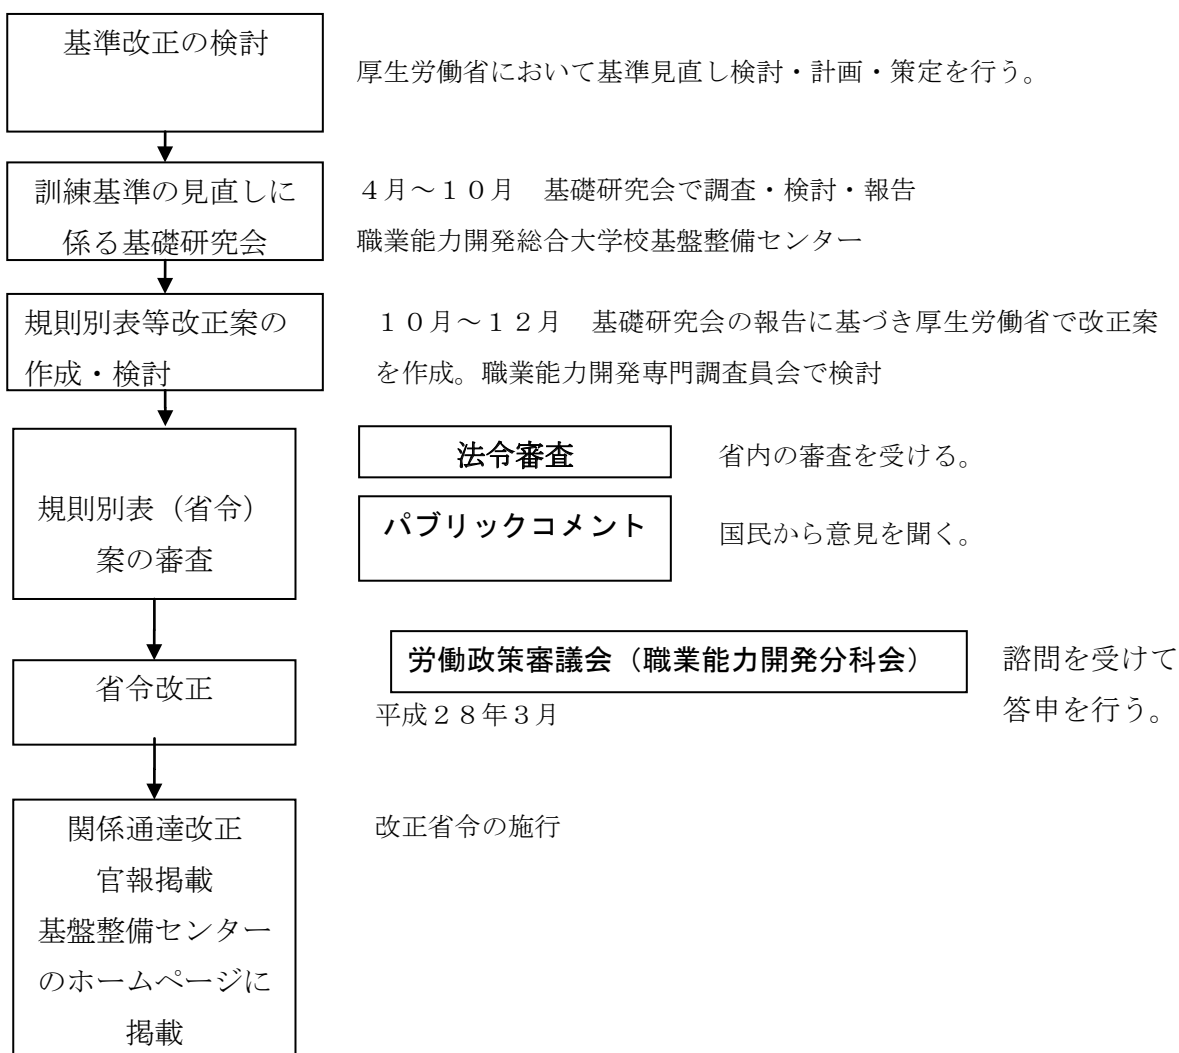 基準改正の検討
厚生労働省において基準見直し検討・計画・策定を行う。
訓練基準の見直しに
係る基礎研究会
４月～１０月　基礎研究会で調査・検討・報告
職業能力開発総合大学校基盤整備センター
規則別表等改正案の
作成・検討
１０月～１２月　基礎研究会の報告に基づき厚生労働省で改正案
を作成。職業能力開発専門調査員会で検討
規則別表（省令）
案の審査
法令審査
省内の審査を受ける。
パブリックコメント
国民から意見を聞く。
省令改正
労働政策審議会（職業能力開発分科会）
平成２８年３月
諮問を受けて
答申を行う。
関係通達改正
官報掲載
基盤整備センター
のホームページに
掲載
改正省令の施行